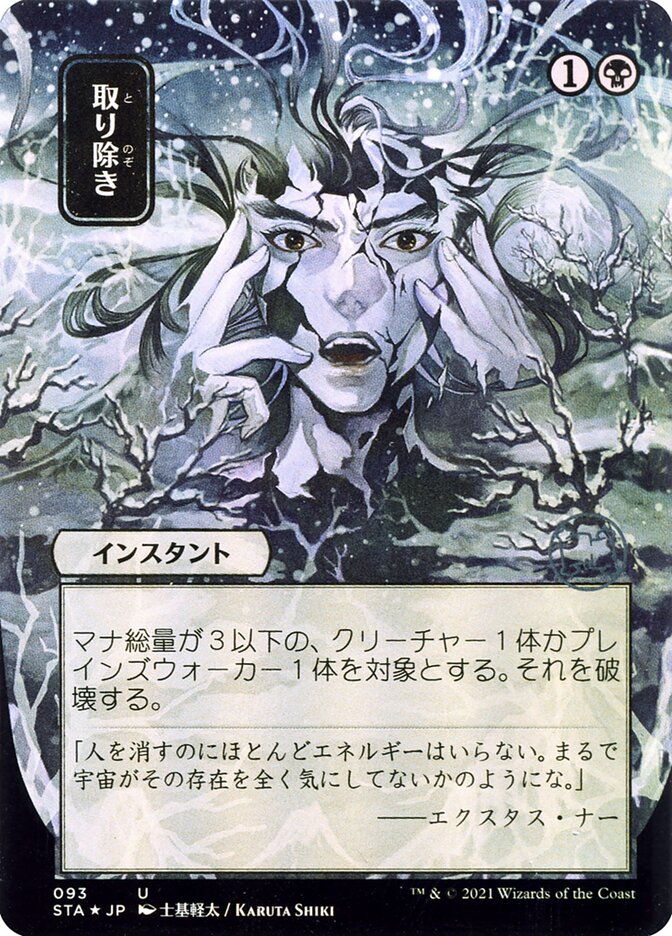 取り除き
と
のぞ
1
インスタント
マナ総量が3以下の、クリーチャー1体かプレ
インズウォーカー1体を対象とする。それを破
壊する。
「人を消すのにほとんどエネルギーはいらない。まるで
宇宙がその存在を全く気にしてないかのようにな。」
――エクスタス・ナー
093 U
STA★JP 士基軽太 / KARUTA SHIKI
™ & © 2021 Wizards of the Coast